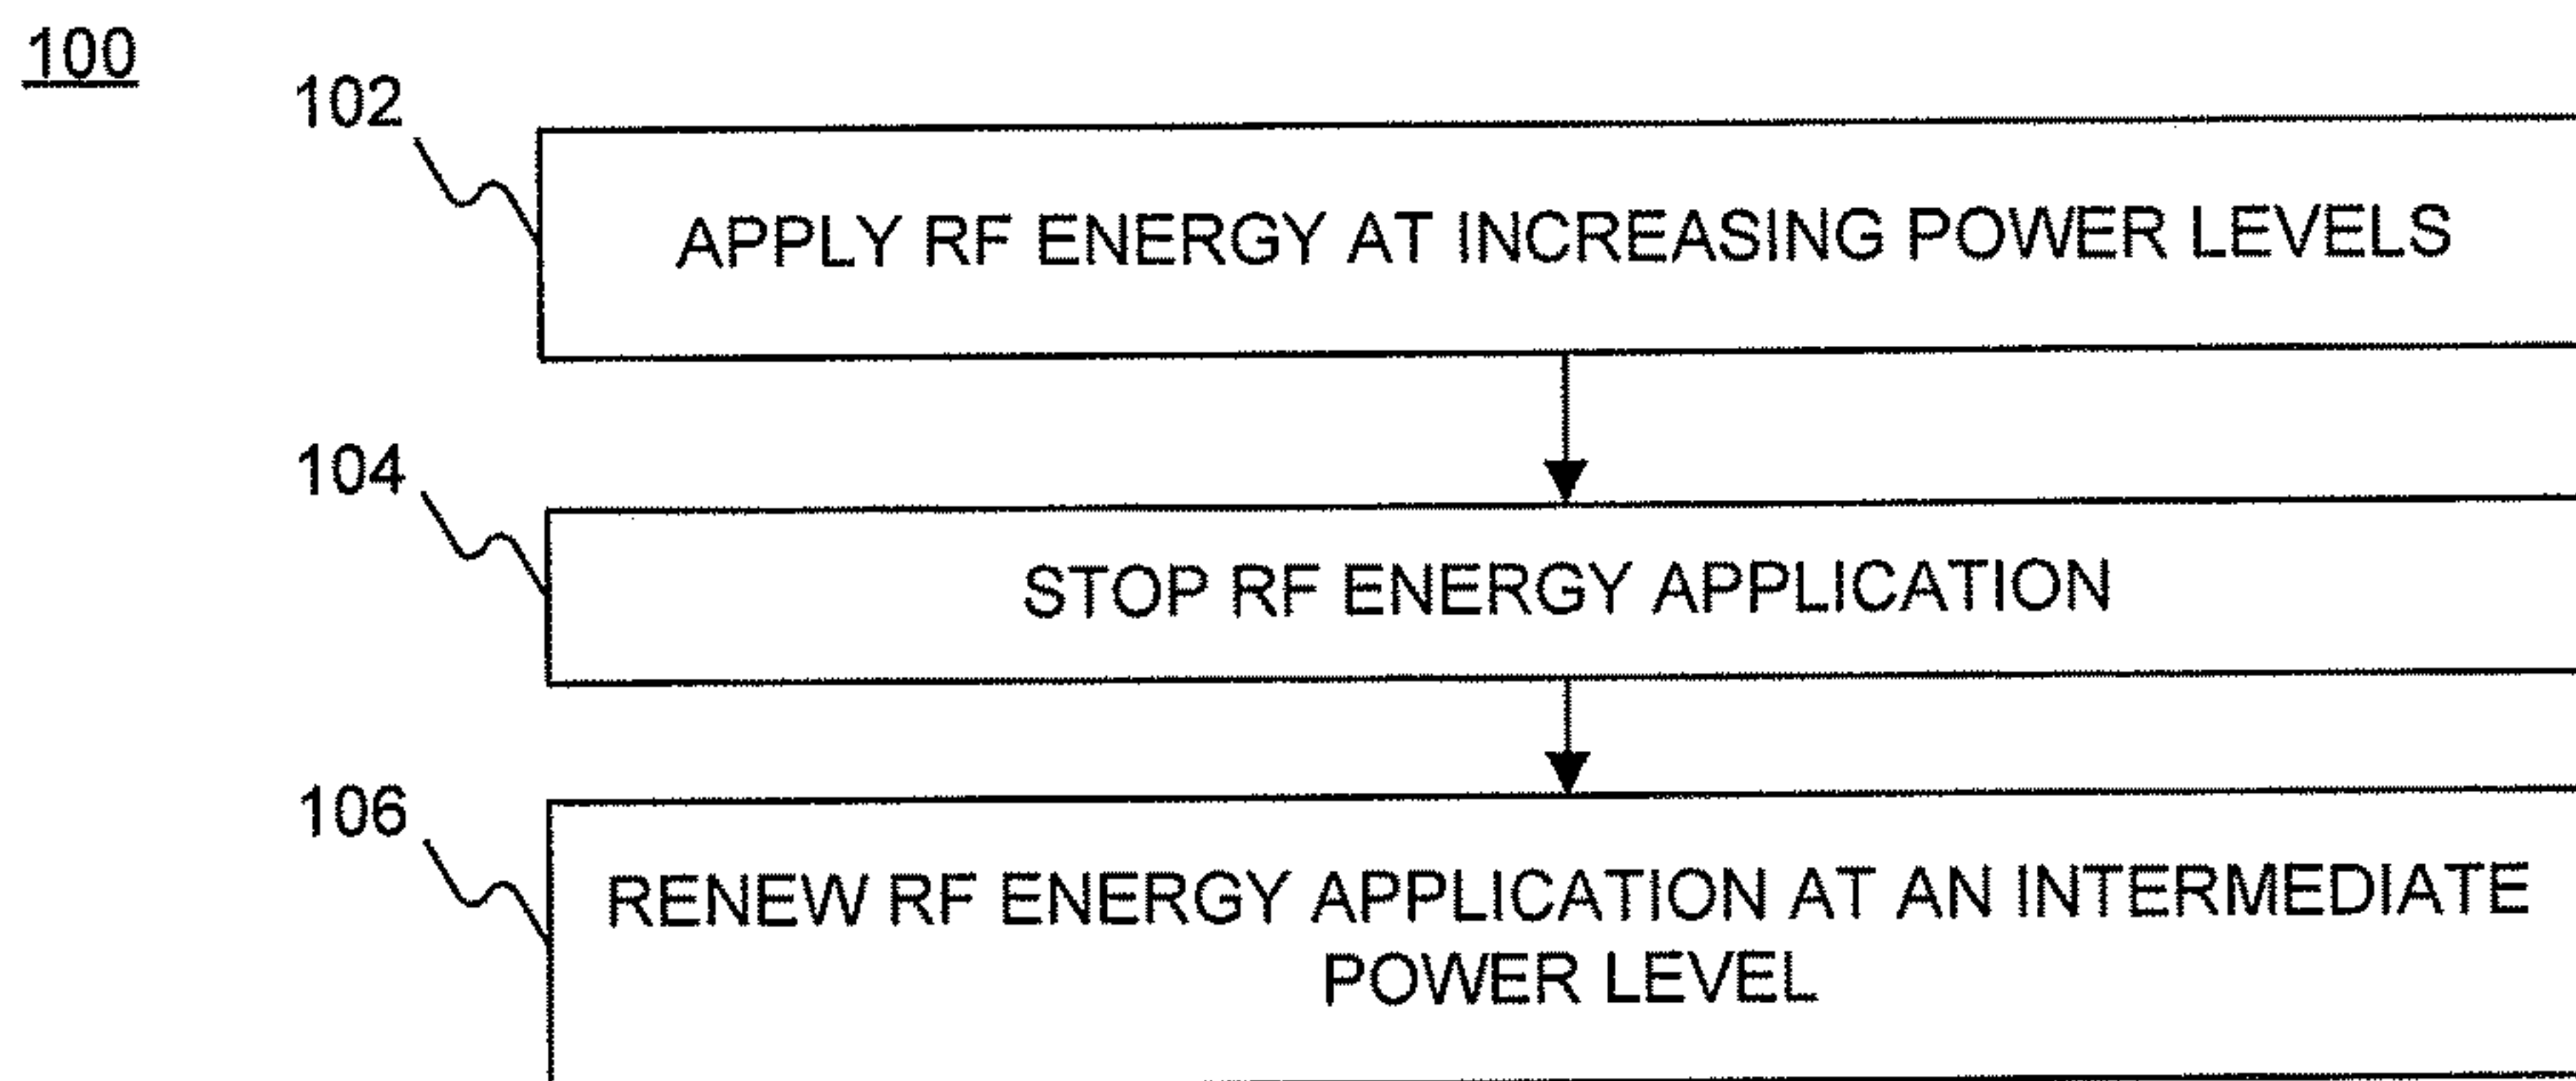 100
102
APPLY RF ENERGY AT INCREASING POWER LEVELS
104
STOP RF ENERGY APPLICATION
106
RENEW RF ENERGY APPLICATION AT AN INTERMEDIATE
POWER LEVEL